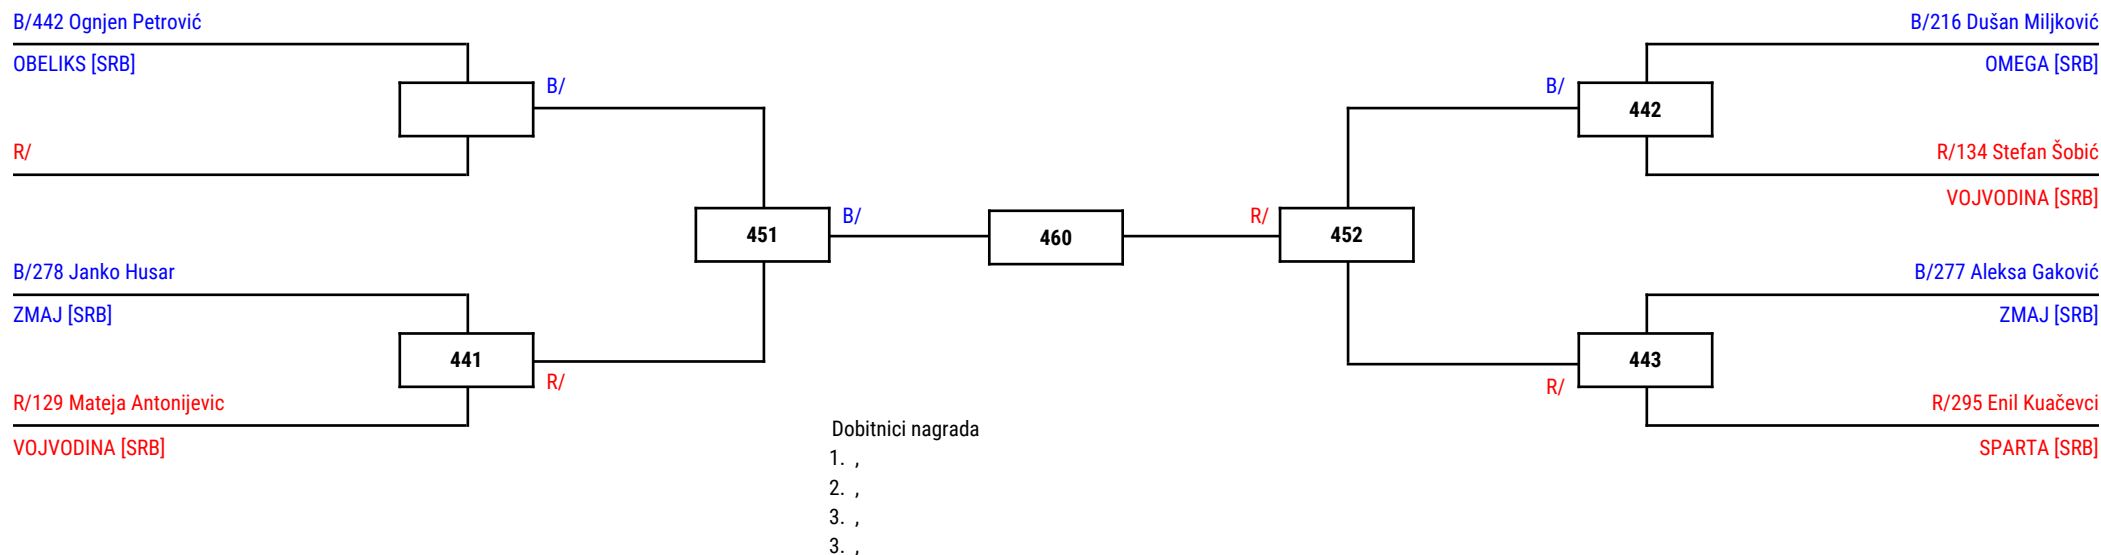 B/442 Ognjen Petrović
OBELIKS [SRB]
B/
R/
451
B/
B/278 Janko Husar
ZMAJ [SRB]
441
R/
R/129 Mateja Antonijevic
VOJVODINA [SRB]
460
B/216 Dušan Miljković
OMEGA [SRB]
B/
442
R/134 Stefan Šobić
VOJVODINA [SRB]
R/
452
B/277 Aleksa Gaković
ZMAJ [SRB]
443
R/
R/295 Enil Kuačevci
SPARTA [SRB]
Dobitnici nagrada
1. ,
2. ,
3. ,
3. ,